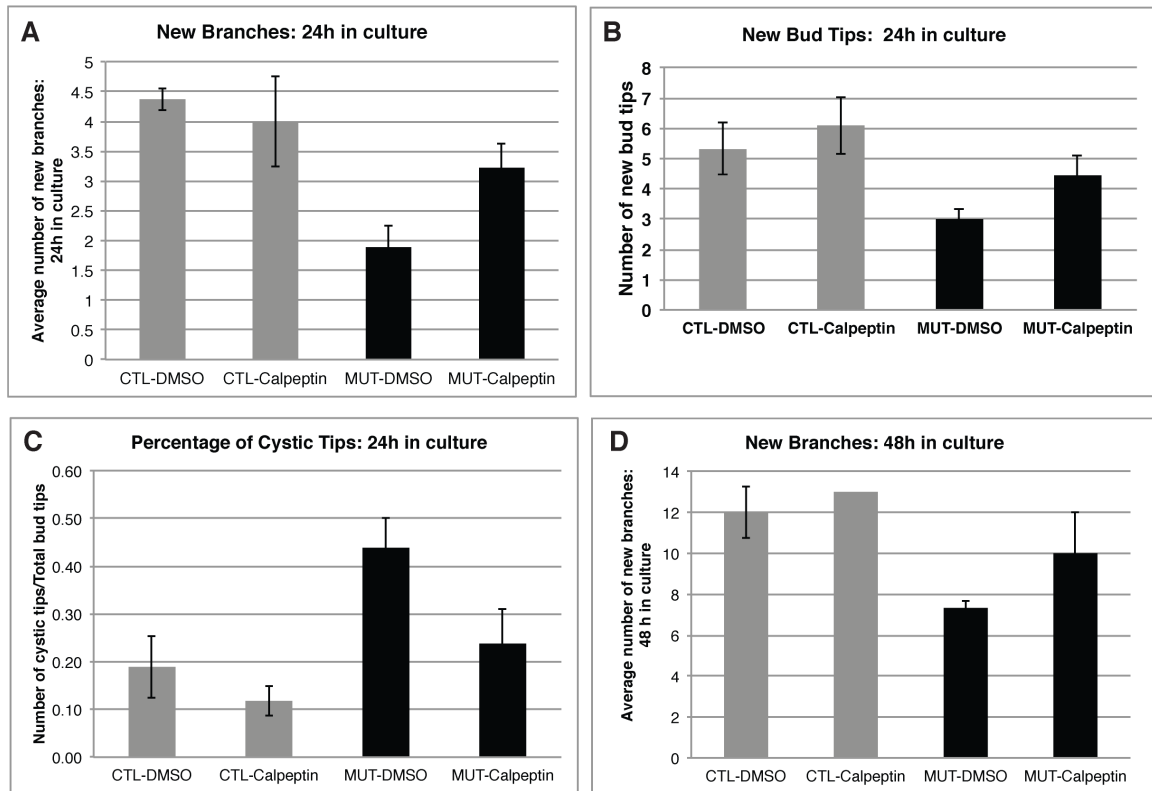 A
New Branches: 24h in culture
Average number of new branches:
24h in culture
5
4.5
4
3.5
3
2.5
2
1.5
1
0.5
0
CTL-DMSO CTL-Calpeptin MUT-DMSO MUT-Calpeptin
B
New Bud Tips: 24h in culture
Number of new bud tips
8
7
6
5
4
3
2
1
0
CTL-DMSO CTL-Calpeptin MUT-DMSO MUT-Calpeptin
C
Percentage of Cystic Tips: 24h in culture
Number of cystic tips/Total bud tips
0.60
0.50
0.40
0.30
0.20
0.10
0.00
CTL-DMSO CTL-Calpeptin MUT-DMSO MUT-Calpeptin
D
New Branches: 48h in culture
Average number of new branches:
48 h in culture
14
12
10
8
6
4
2
0
CTL-DMSO CTL-Calpeptin MUT-DMSO MUT-Calpeptin